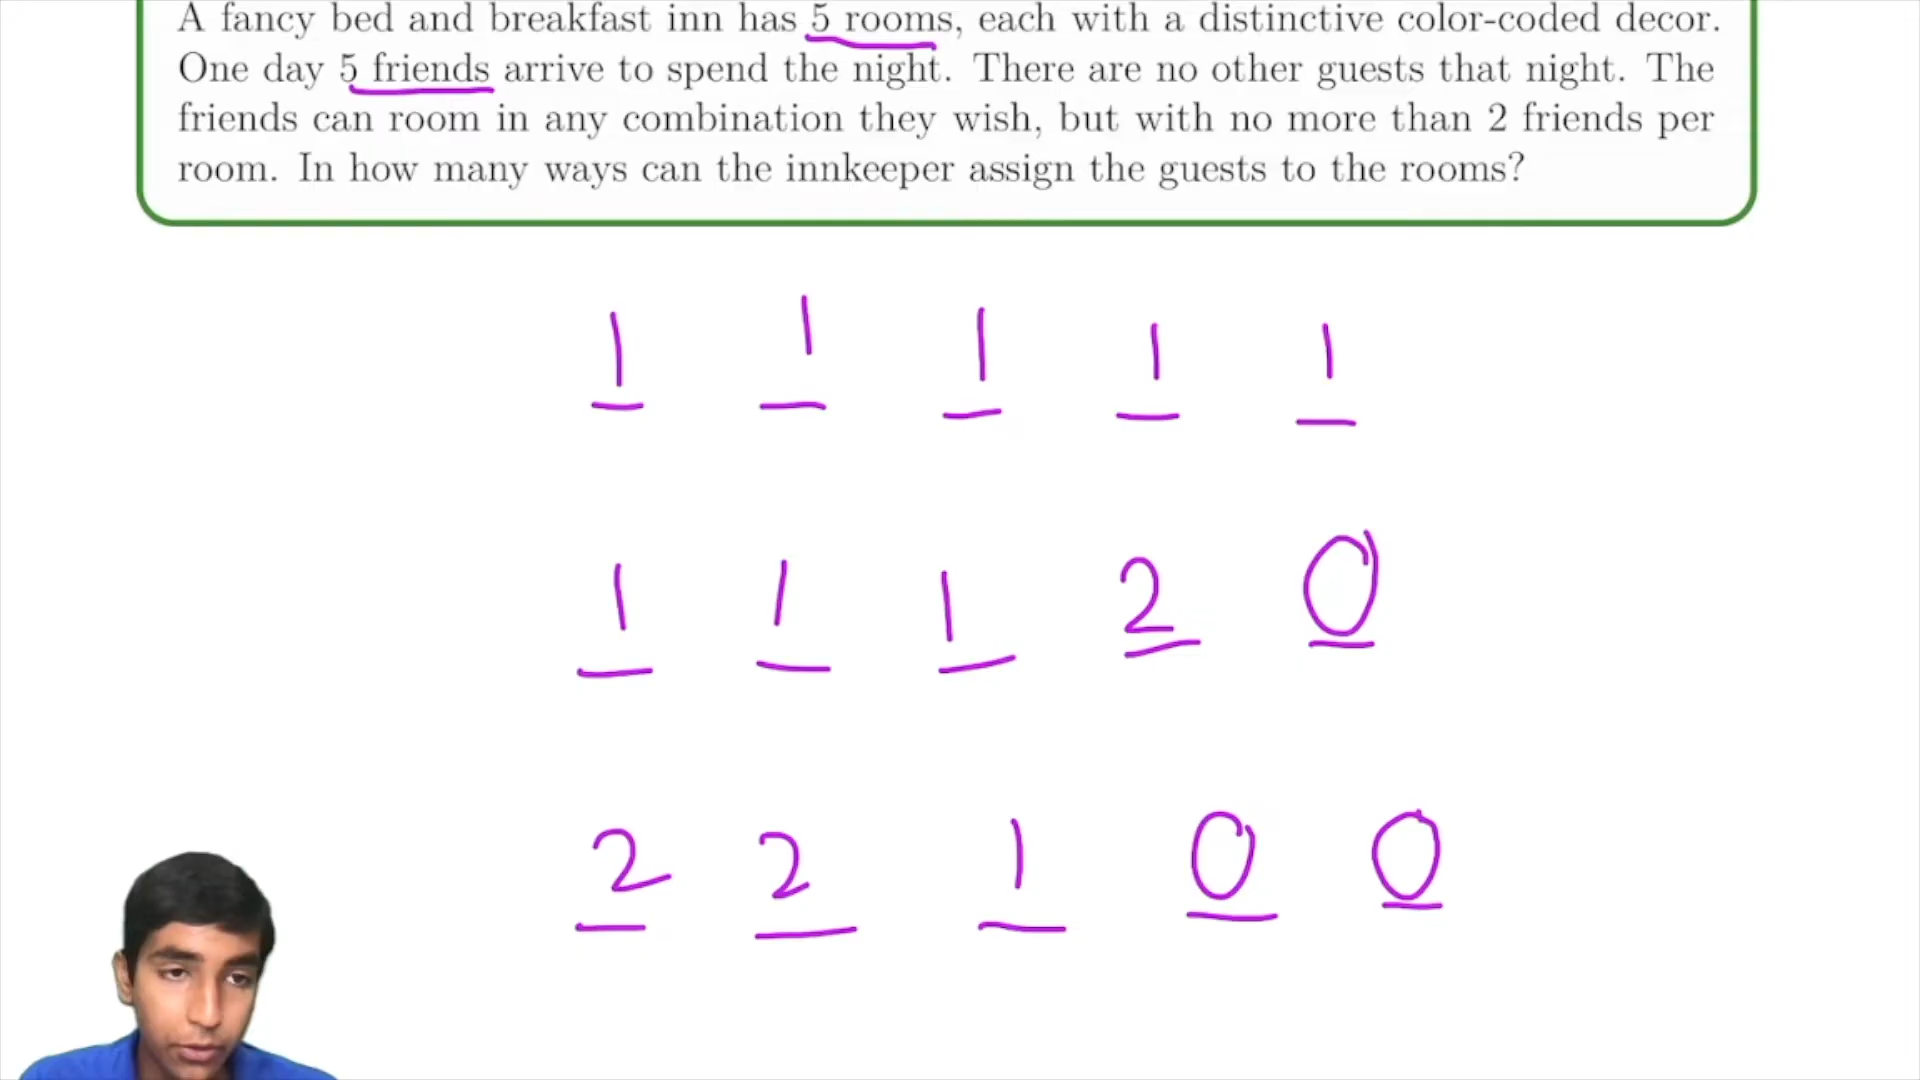 A fancy bed and breakfast inn has 5 rooms, each with a distinctive color-coded decor.
One day 5 friends arrive to spend the night. There are no other guests that night. The
friends can room in any combination they wish, but with no more than 2 friends per
room. In how many ways can the innkeeper assign the guests to the rooms?
1 1 1 1 1
1 1 1 2 0
2 2 1 0 0